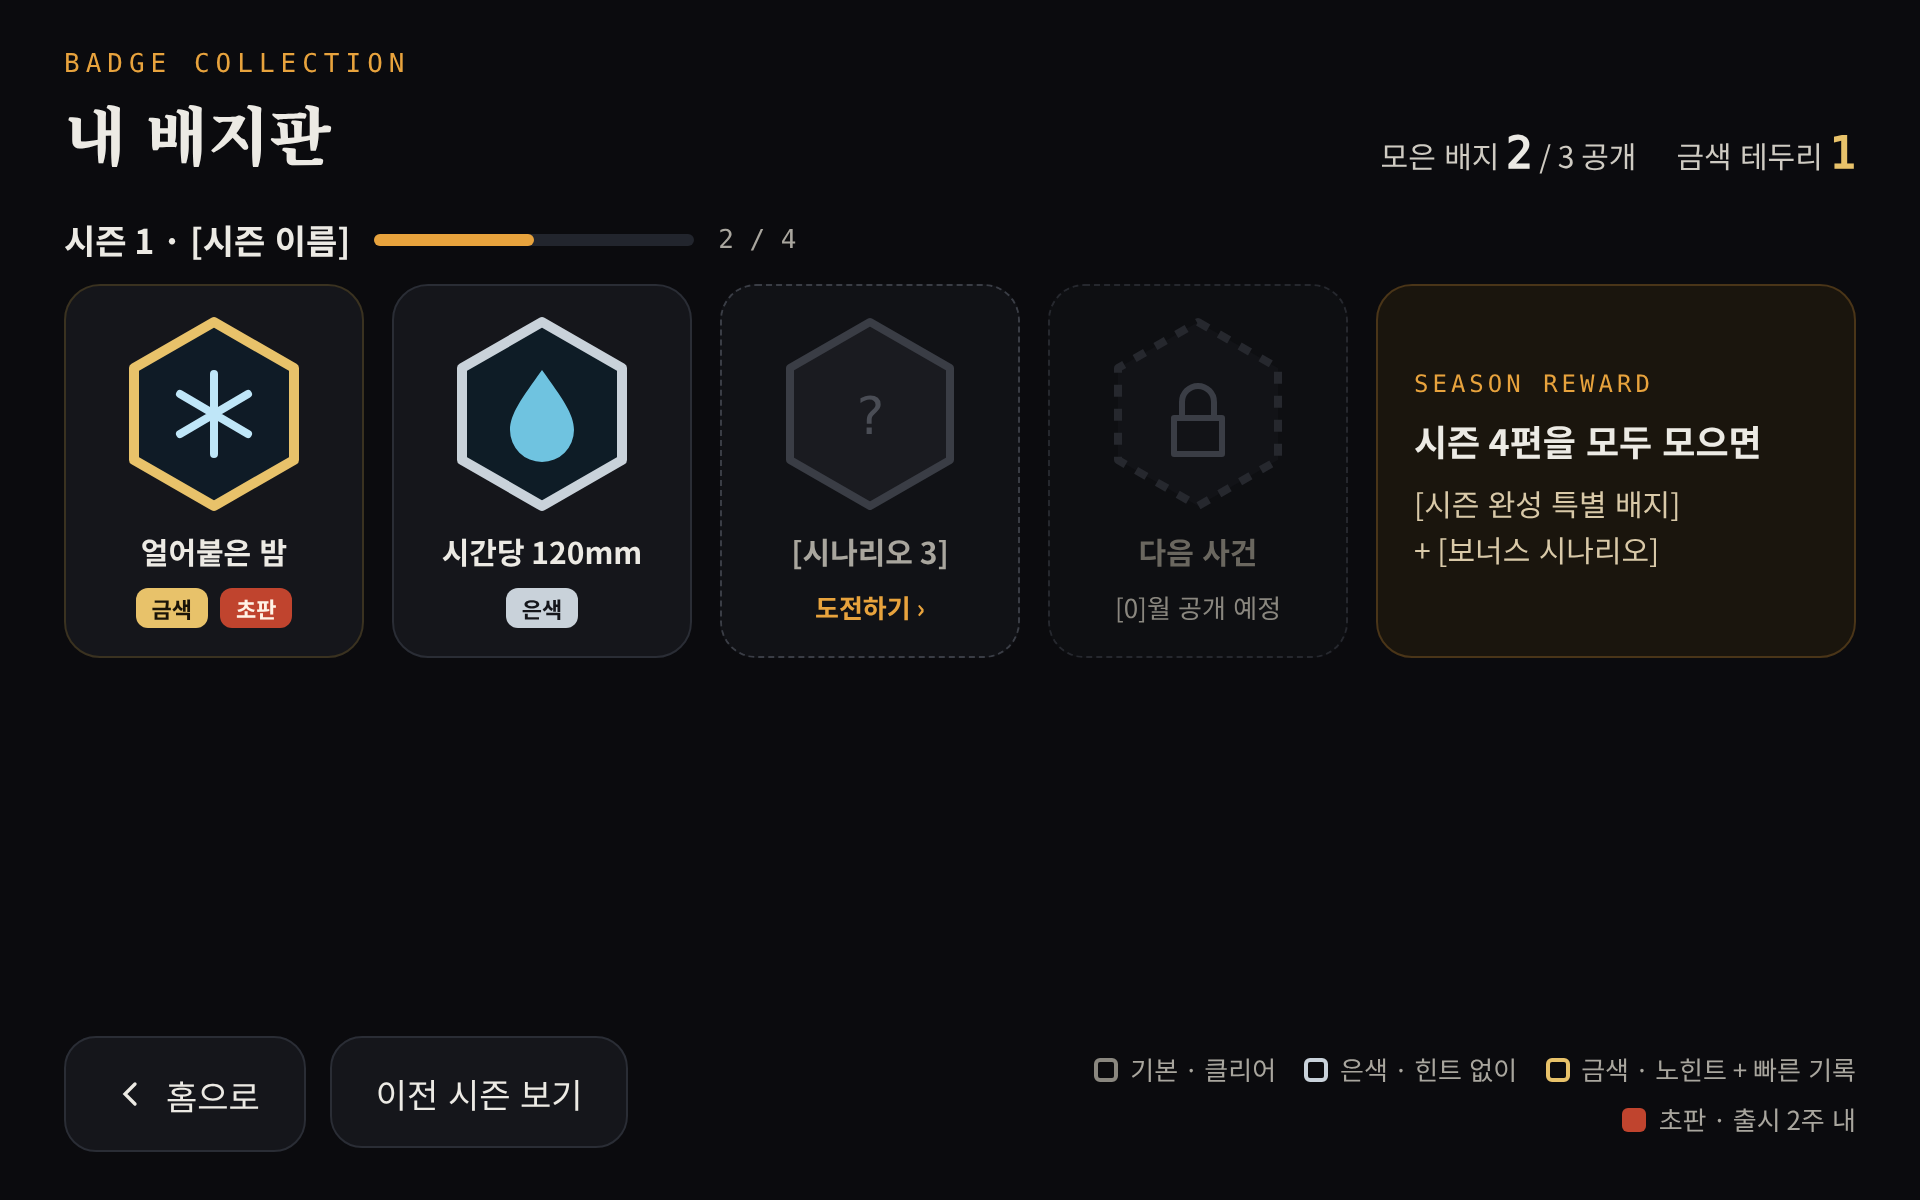 BADGE COLLECTION
내 배지판
모은 배지 2 / 3 공개 금색 테두리 1
시즌 1 · [시즌 이름] 2 / 4
얼어붙은 밤
금색 초판
시간당 120mm
은색
?
[시나리오 3]
도전하기 ›
다음 사건
[0]월 공개 예정
SEASON REWARD
시즌 4편을 모두 모으면
[시즌 완성 특별 배지]
+ [보너스 시나리오]
홈으로
이전 시즌 보기
기본 · 클리어 은색 · 힌트 없이 금색 · 노힌트 + 빠른 기록
초판 · 출시 2주 내